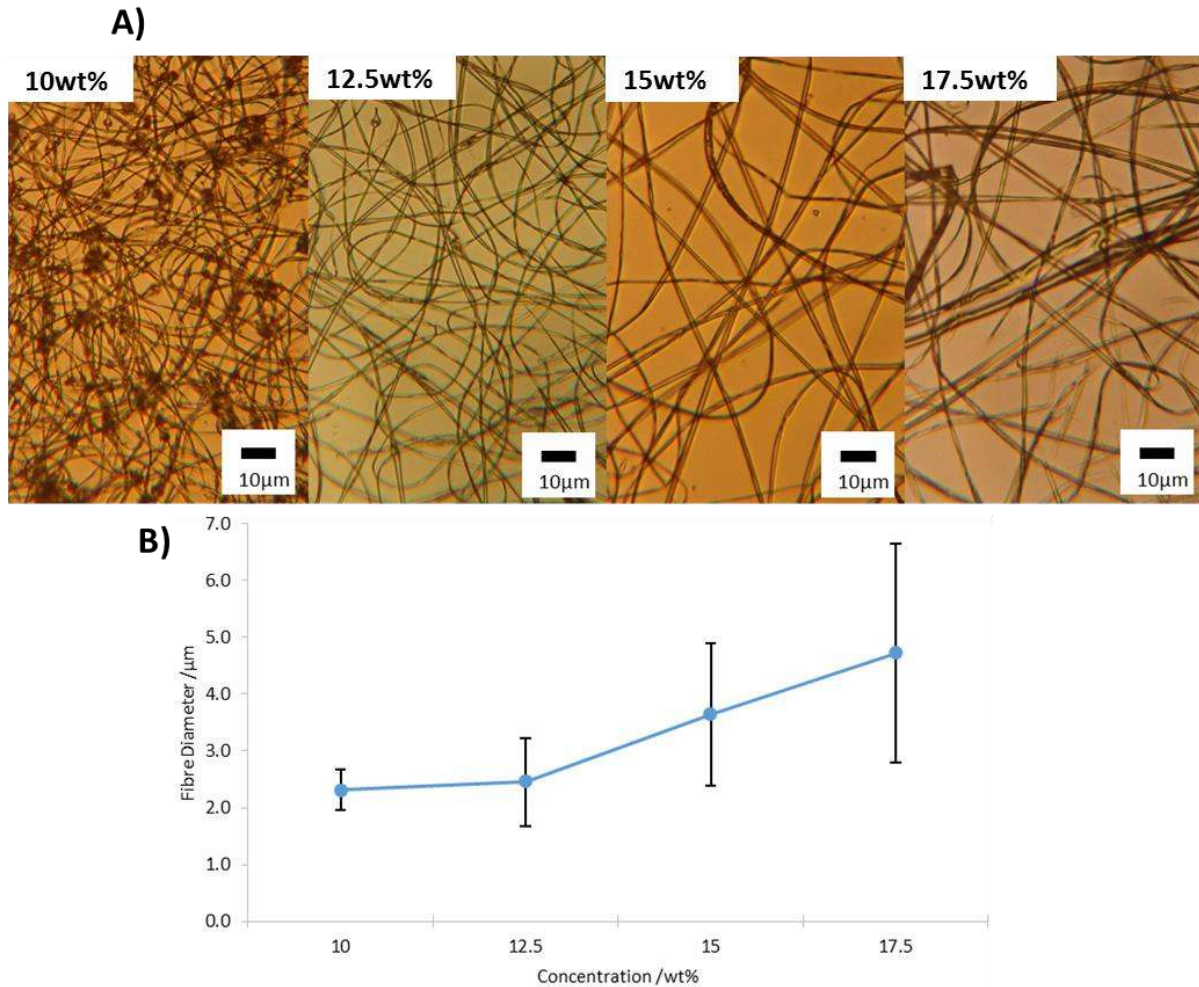 A)
10wt%
12.5wt%
15wt%
17.5wt%
10µm
10µm
10µm
10µm
B)
7.0
6.0
5.0
4.0
3.0
2.0
1.0
0.0
Fibre Diameter /µm
10
12.5
15
17.5
Concentration /wt%